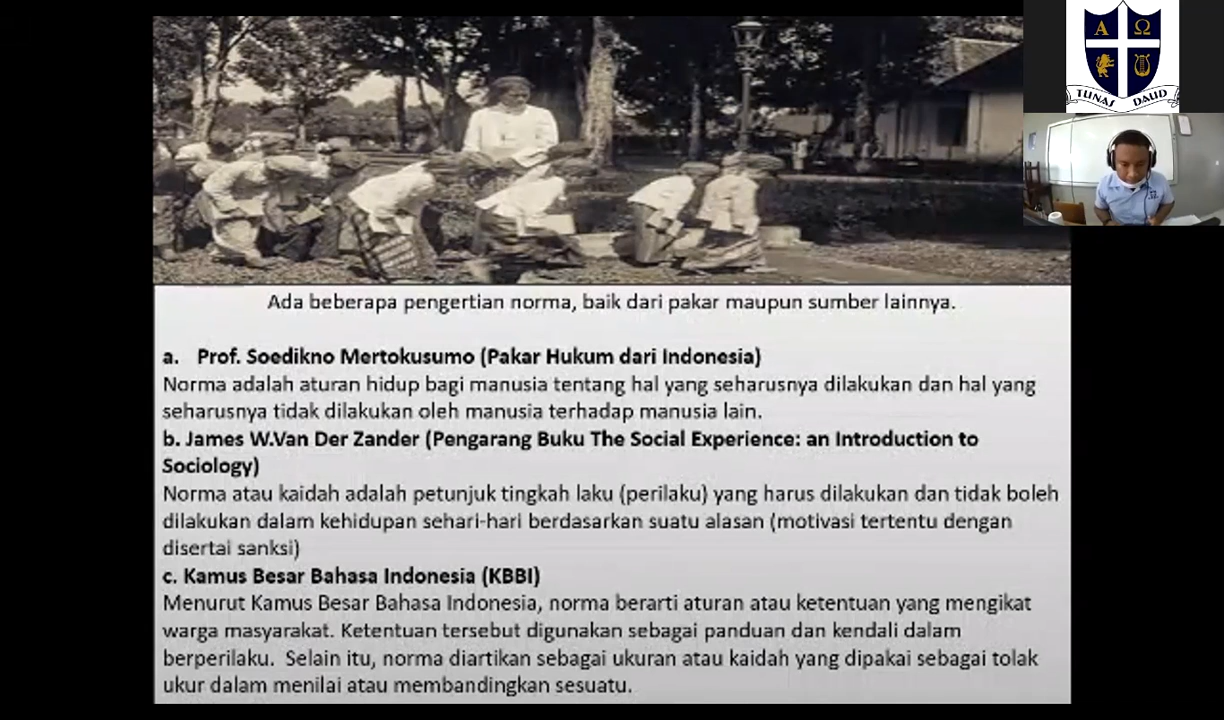 Α Ω
TUNAS DAUD
Ada beberapa pengertian norma, baik dari pakar maupun sumber lainnya.
a. Prof. Soedikno Mertokusumo (Pakar Hukum dari Indonesia)
Norma adalah aturan hidup bagi manusia tentang hal yang seharusnya dilakukan dan hal yang
seharusnya tidak dilakukan oleh manusia terhadap manusia lain.
b. James W.Van Der Zander (Pengarang Buku The Social Experience: an Introduction to
Sociology)
Norma atau kaidah adalah petunjuk tingkah laku (perilaku) yang harus dilakukan dan tidak boleh
dilakukan dalam kehidupan sehari-hari berdasarkan suatu alasan (motivasi tertentu dengan
disertai sanksi)
c. Kamus Besar Bahasa Indonesia (KBBI)
Menurut Kamus Besar Bahasa Indonesia, norma berarti aturan atau ketentuan yang mengikat
warga masyarakat. Ketentuan tersebut digunakan sebagai panduan dan kendali dalam
berperilaku.  Selain itu, norma diartikan sebagai ukuran atau kaidah yang dipakai sebagai tolak
ukur dalam menilai atau membandingkan sesuatu.